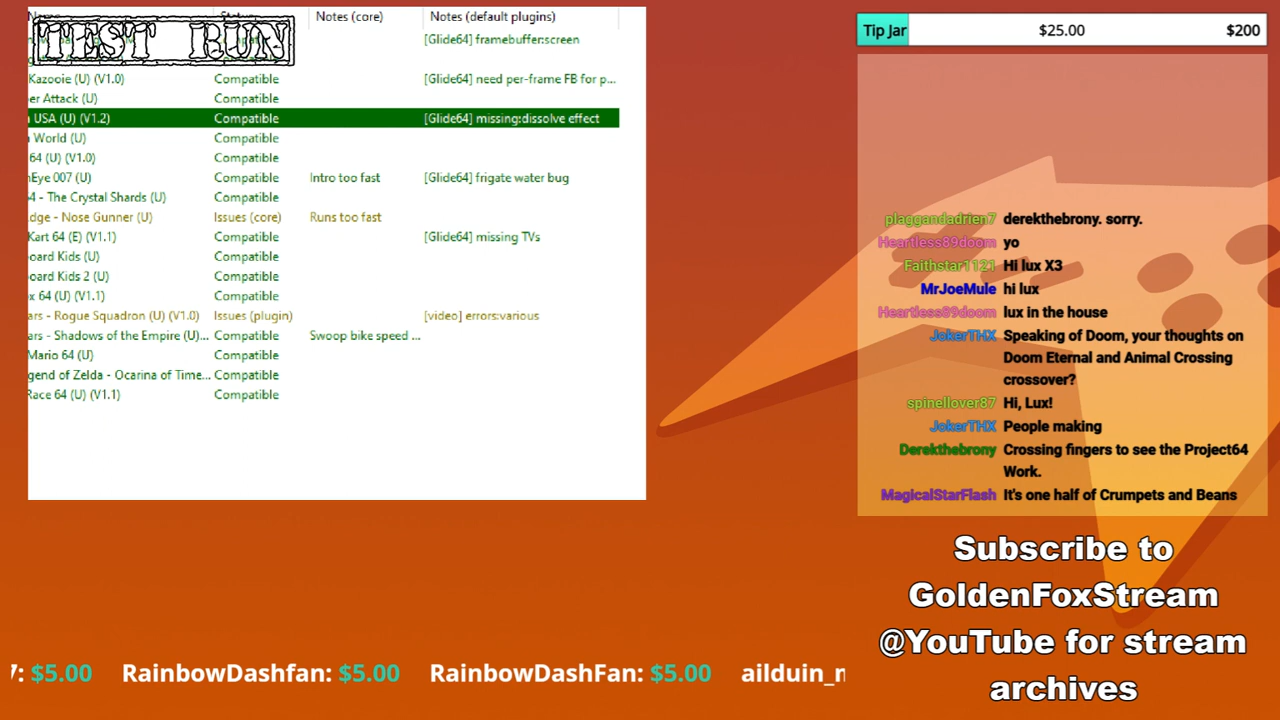 TEST RUN
Notes (core) Notes (default plugins)
[Glide64] framebuffer:screen
Kazooie (U) (V1.0) Compatible [Glide64] need per-frame FB for p...
er Attack (U) Compatible
USA (U) (V1.2) Compatible [Glide64] missing:dissolve effect
World (U) Compatible
64 (U) (V1.0) Compatible
nEye 007 (U) Compatible Intro too fast [Glide64] frigate water bug
4 - The Crystal Shards (U) Compatible
dge - Nose Gunner (U) Issues (core) Runs too fast
Kart 64 (E) (V1.1) Compatible [Glide64] missing TVs
oard Kids (U) Compatible
oard Kids 2 (U) Compatible
x 64 (U) (V1.1) Compatible
ars - Rogue Squadron (U) (V1.0) Issues (plugin) [video] errors:various
ars - Shadows of the Empire (U)... Compatible Swoop bike speed ...
Mario 64 (U) Compatible
gend of Zelda - Ocarina of Time... Compatible
Race 64 (U) (V1.1) Compatible
Tip Jar $25.00 $200
plaggandadrien7 derekthebrony. sorry.
Heartless89doom yo
Faithstar1121 Hi lux X3
MrJoeMule hi lux
Heartless89doom lux in the house
JokerTHX Speaking of Doom, your thoughts on
Doom Eternal and Animal Crossing
crossover?
spinellover87 Hi, Lux!
JokerTHX People making
Derekthebrony Crossing fingers to see the Project64
Work.
MagicalStarFlash It's one half of Crumpets and Beans
Subscribe to
GoldenFoxStream
@YouTube for stream
archives
7: $5.00 RainbowDashfan: $5.00 RainbowDashFan: $5.00 ailduin_n